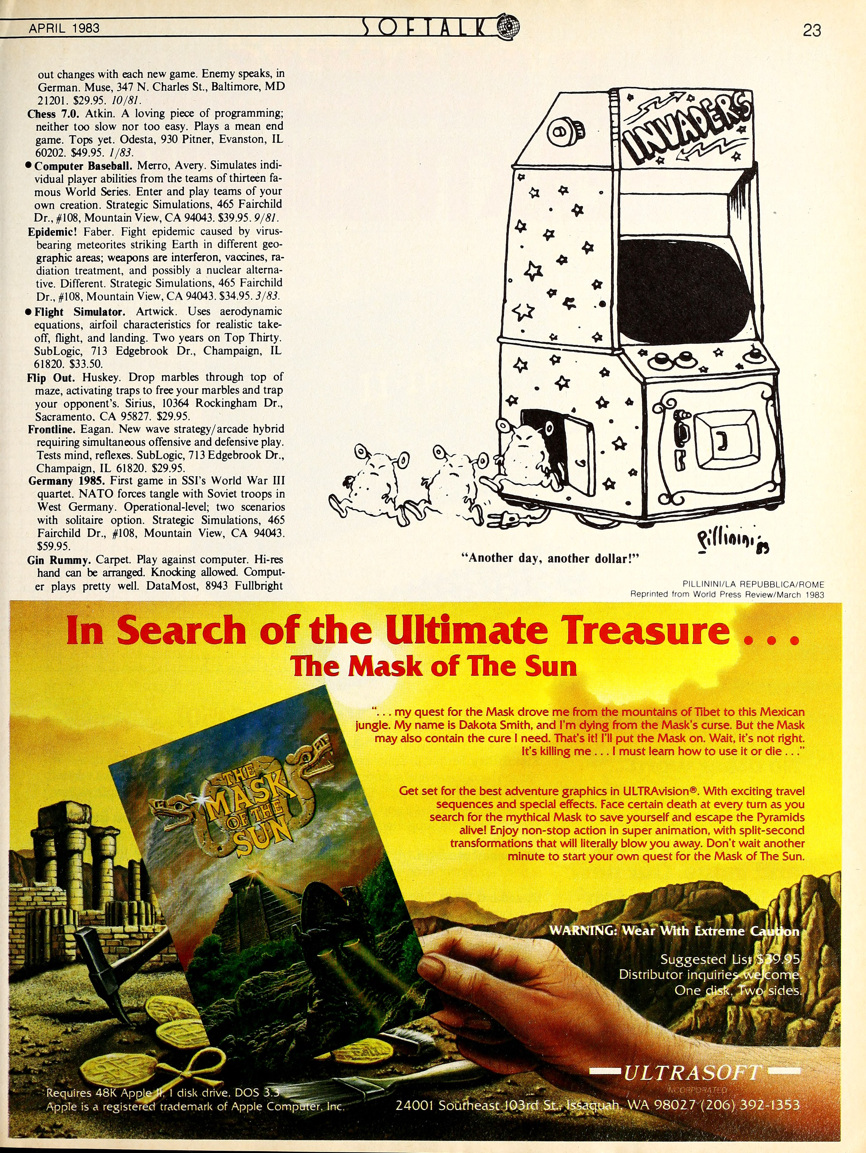 APRIL 1983
SOFTALK
23
out changes with each new game. Enemy speaks, in
German. Muse, 347 N. Charles St., Baltimore, MD
21201. $29.95. 10/81.
Chess 7.0. Atkin. A loving piece of programming;
neither too slow nor too easy. Plays a mean end
game. Tops yet. Odesta, 930 Pitner, Evanston, IL
60202. $49.95. 1/83.
•Computer Baseball. Merro, Avery. Simulates indi-
vidual player abilities from the teams of thirteen fa-
mous World Series. Enter and play teams of your
own creation. Strategic Simulations, 465 Fairchild
Dr., #108, Mountain View, CA 94043. $39.95. 9/81.
Epidemic! Faber. Fight epidemic caused by virus-
bearing meteorites striking Earth in different geo-
graphic areas; weapons are interferon, vaccines, ra-
diation treatment, and possibly a nuclear alterna-
tive. Different. Strategic Simulations, 465 Fairchild
Dr., #108, Mountain View, CA 94043. $34.95. 3/83.
•Flight Simulator. Artwick. Uses aerodynamic
equations, airfoil characteristics for realistic take-
off, flight, and landing. Two years on Top Thirty.
SubLogic, 713 Edgebrook Dr., Champaign, IL
61820. $33.50.
Flip Out. Huskey. Drop marbles through top of
maze, activating traps to free your marbles and trap
your opponent's. Sirius, 10364 Rockingham Dr.,
Sacramento, CA 95827. $29.95.
Frontline. Eagan. New wave strategy/arcade hybrid
requiring simultaneous offensive and defensive play.
Tests mind, reflexes. SubLogic, 713 Edgebrook Dr.,
Champaign, IL 61820. $29.95.
Germany 1985. First game in SSI's World War III
quartet. NATO forces tangle with Soviet troops in
West Germany. Operational-level; two scenarios
with solitaire option. Strategic Simulations, 465
Fairchild Dr., #108, Mountain View, CA 94043.
$59.95.
Gin Rummy. Carpet. Play against computer. Hi-res
hand can be arranged. Knocking allowed. Comput-
er plays pretty well. DataMost, 8943 Fullbright
INVADERS
Pillinini '83
"Another day, another dollar!"
PILLININI/LA REPUBBLICA/ROME
Reprinted from World Press Review/March 1983
In Search of the Ultimate Treasure . . .
The Mask of The Sun
". . . my quest for the Mask drove me from the mountains of Tibet to this Mexican
jungle. My name is Dakota Smith, and I'm dying from the Mask's curse. But the Mask
may also contain the cure I need. That's it! I'll put the Mask on. Wait, it's not right.
It's killing me . . . I must learn how to use it or die . . ."
THE
MASK
OF THE
SUN
Get set for the best adventure graphics in ULTRAvision®. With exciting travel
sequences and special effects. Face certain death at every turn as you
search for the mythical Mask to save yourself and escape the Pyramids
alive! Enjoy non-stop action in super animation, with split-second
transformations that will literally blow you away. Don't wait another
minute to start your own quest for the Mask of The Sun.
WARNING: Wear With Extreme Caution
Suggested List $39.95
Distributor inquiries welcome.
One disk, Two sides.
ULTRASOFT
INCORPORATED
Requires 48K Apple II, 1 disk drive, DOS 3.3
Apple is a registered trademark of Apple Computer, Inc.
24001 Southeast 103rd St., Issaquah, WA 98027 (206) 392-1353